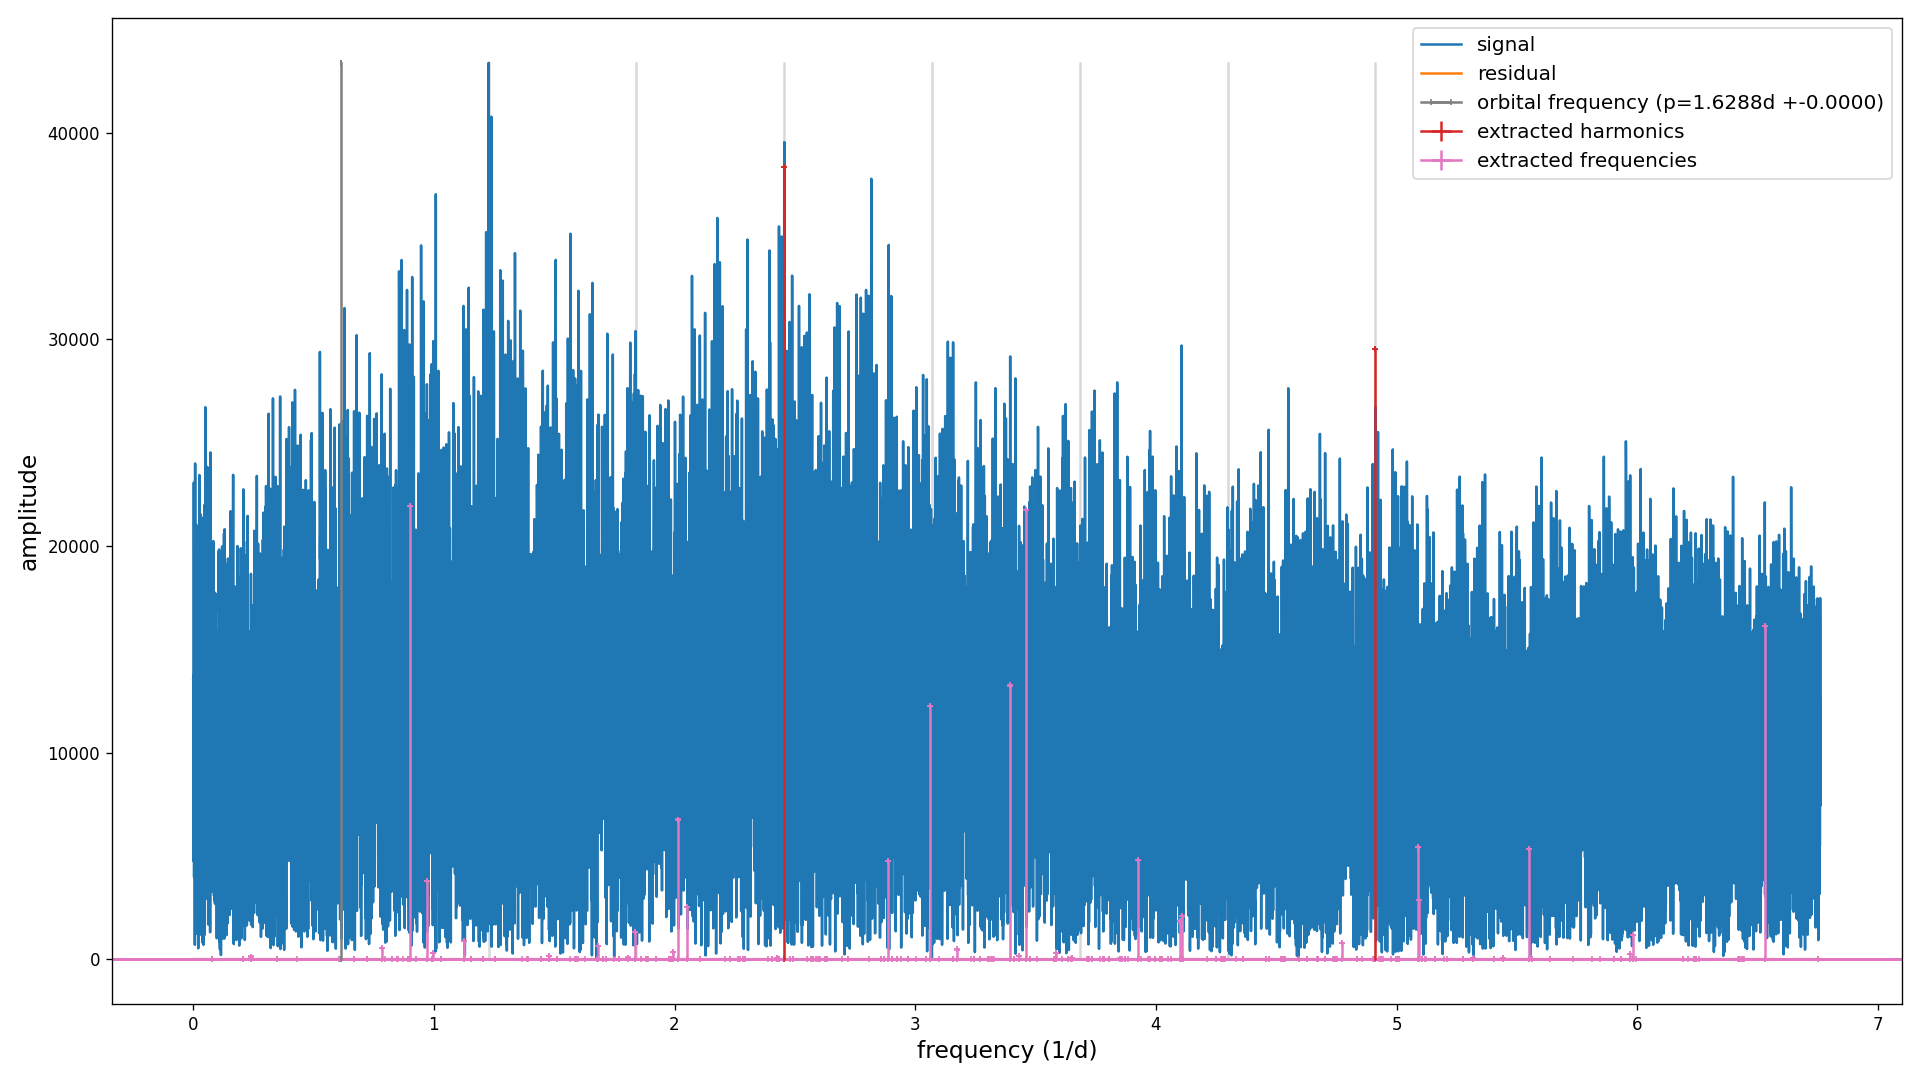 signal
residual
orbital frequency (p=1.6288d +-0.0000)
extracted harmonics
extracted frequencies
amplitude
40000
30000
20000
10000
0
0 1 2 3 4 5 6 7
frequency (1/d)